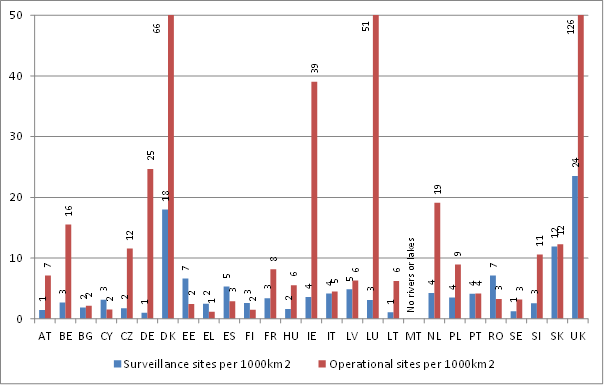 50
40
30
20
10
0
1 7 3 16 2 2 3 2 2 12 1 25 18 66 7 2 2 1 5 3 3 2 3 8 2 6 4 39 4 5 5 6 3 51 1 6 No rivers or lakes 4 19 4 9 4 4 7 3 1 3 3 11 12 12 24 126
AT BE BG CY CZ DE DK EE EL ES FI FR HU IE IT LV LU LT MT NL PL PT RO SE SI SK UK
Surveillance sites per 1000km2 Operational sites per 1000km2